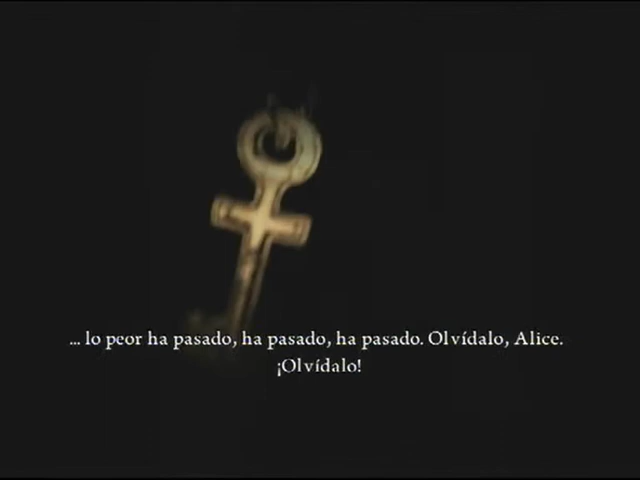 ... lo peor ha pasado, ha pasado, ha pasado. Olvídalo, Alice.
¡Olvídalo!